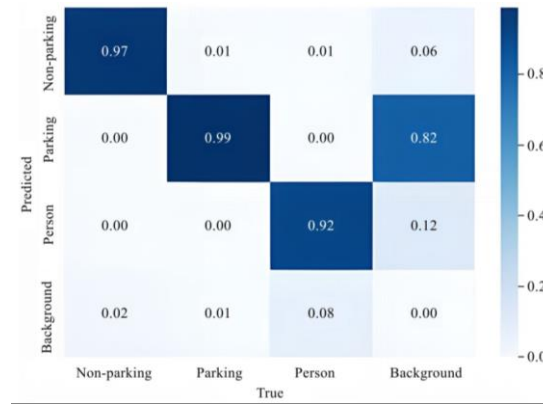 Non-parking 0.97 0.01 0.01 0.06
Parking 0.00 0.99 0.00 0.82
Person 0.00 0.00 0.92 0.12
Background 0.02 0.01 0.08 0.00
Predicted
Non-parking Parking Person Background
True
0.8
0.6
0.4
0.2
0.0